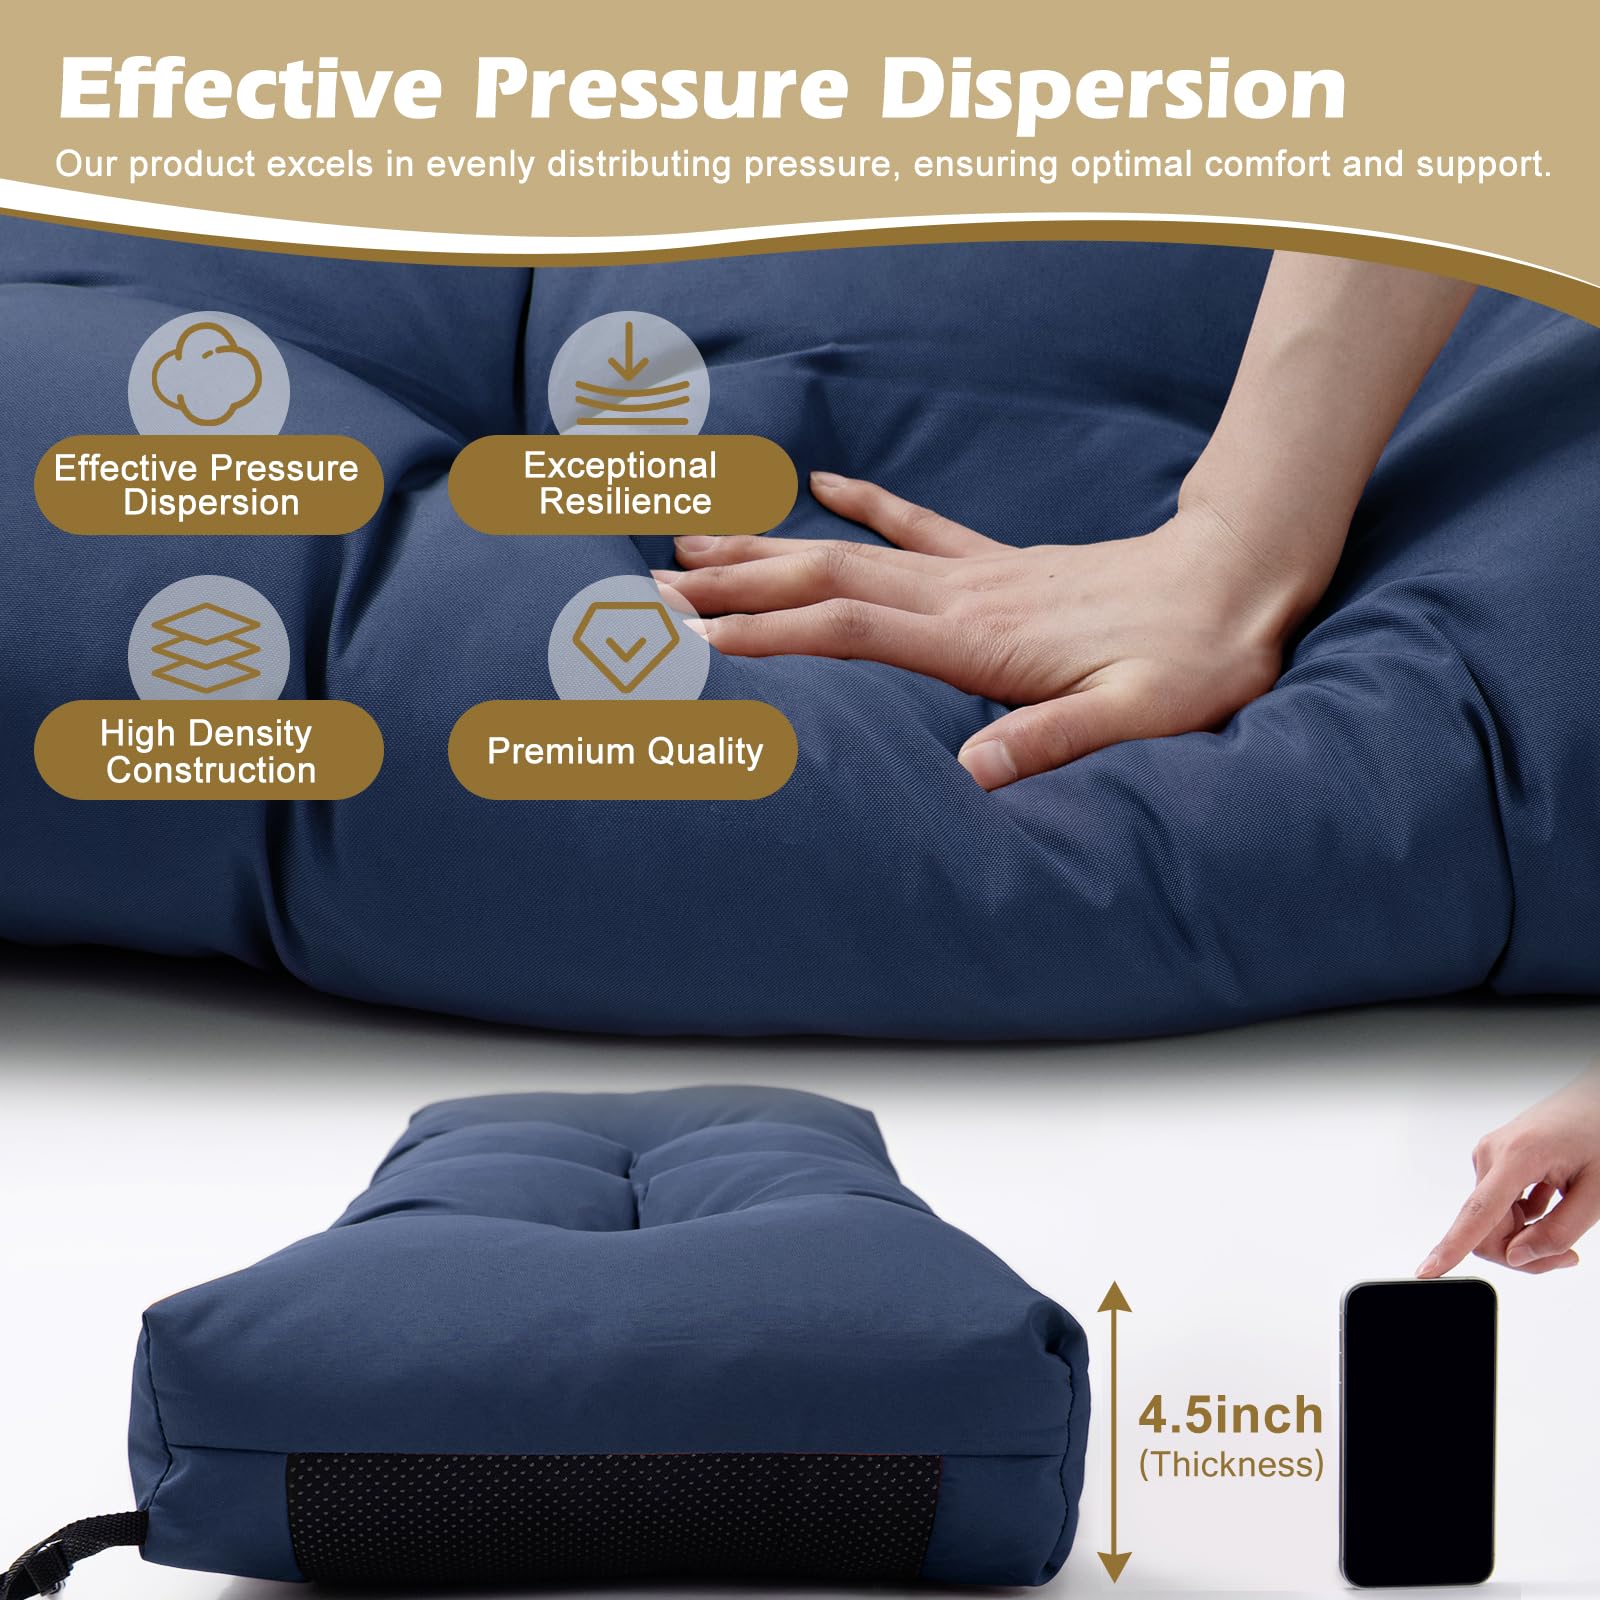 Effective Pressure Dispersion
Our product excels in evenly distributing pressure, ensuring optimal comfort and support.
Effective Pressure
Dispersion
Exceptional
Resilience
High Density
Construction
Premium Quality
4.5inch
(Thickness)